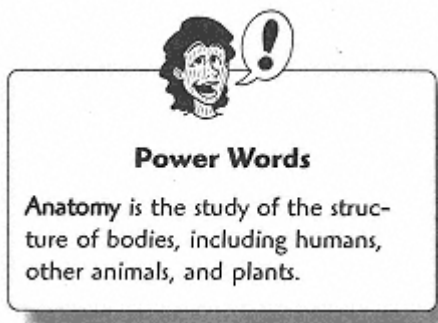 !
Power Words
Anatomy is the study of the struc-
ture of bodies, including humans,
other animals, and plants.